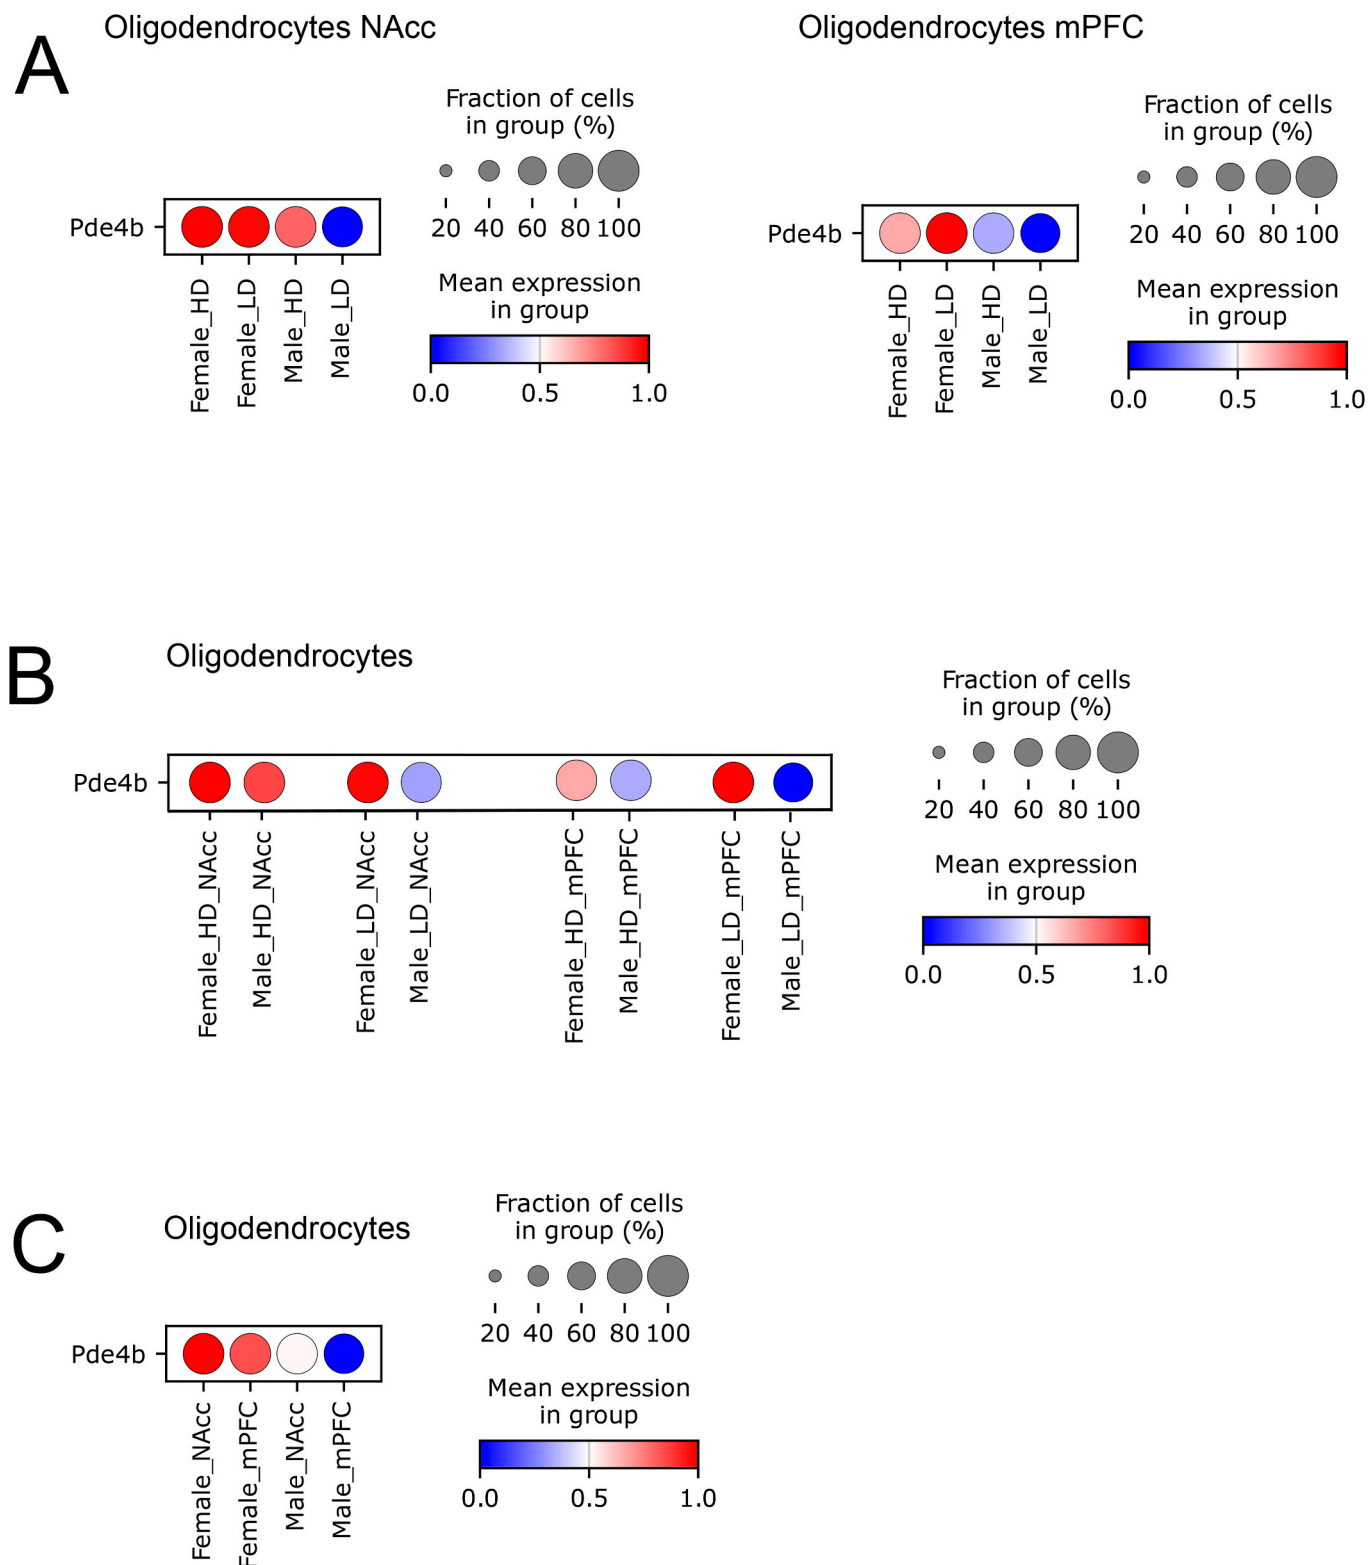 A
Oligodendrocytes NAcc
Fraction of cells
in group (%)
20 40 60 80 100
Pde4b
Female_HD
Female_LD
Male_HD
Male_LD
Mean expression
in group
0.0 0.5 1.0
Oligodendrocytes mPFC
Fraction of cells
in group (%)
20 40 60 80 100
Pde4b
Female_HD
Female_LD
Male_HD
Male_LD
Mean expression
in group
0.0 0.5 1.0
B
Oligodendrocytes
Pde4b
Female_HD_NAcc
Male_HD_NAcc
Female_LD_NAcc
Male_LD_NAcc
Female_HD_mPFC
Male_HD_mPFC
Female_LD_mPFC
Male_LD_mPFC
Fraction of cells
in group (%)
20 40 60 80 100
Mean expression
in group
0.0 0.5 1.0
C
Oligodendrocytes
Pde4b
Female_NAcc
Female_mPFC
Male_NAcc
Male_mPFC
Fraction of cells
in group (%)
20 40 60 80 100
Mean expression
in group
0.0 0.5 1.0